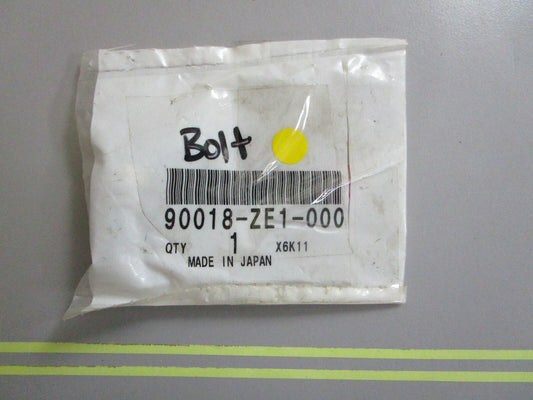 Bolt
90018-ZE1-000
QTY 1 X6K11
MADE IN JAPAN